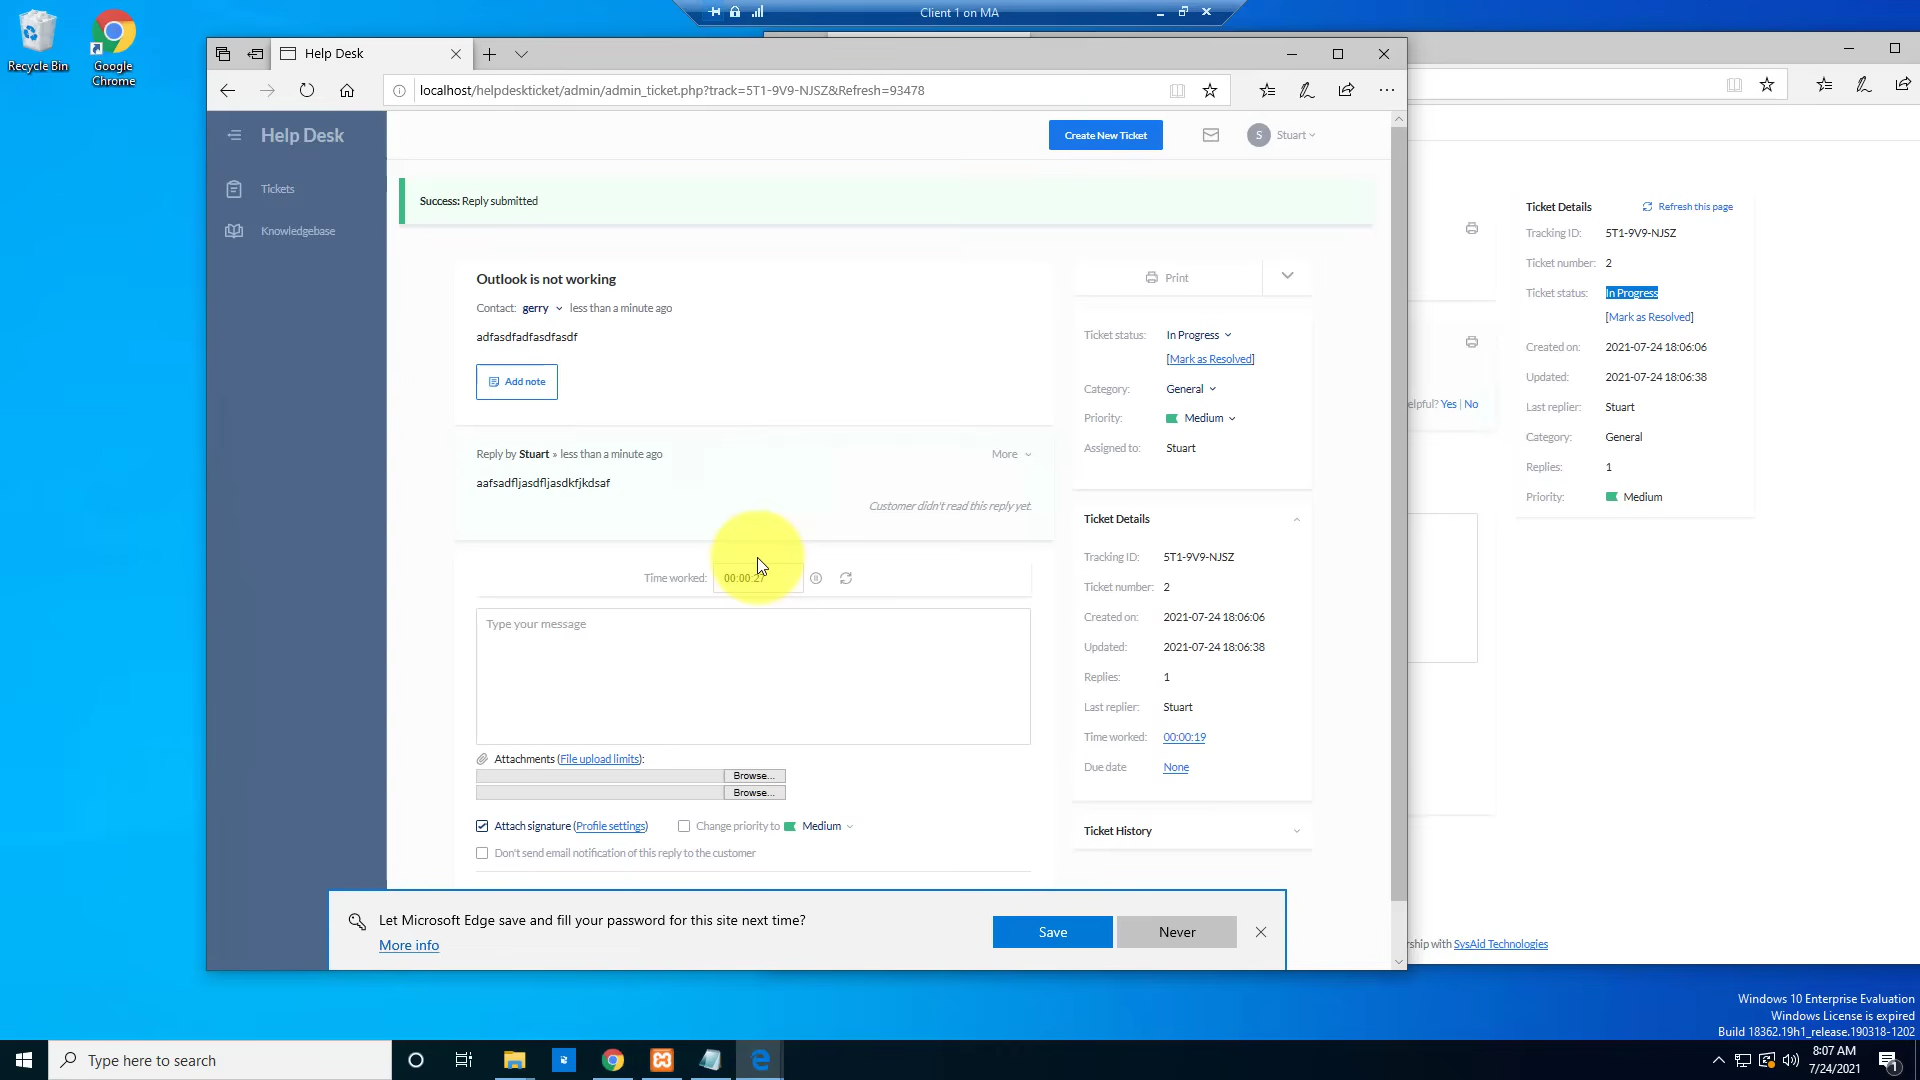 Client 1 on MA
Recycle Bin
Google
Chrome
Help Desk
localhost/helpdeskticket/admin/admin_ticket.php?track=5T1-9V9-NJSZ&Refresh=93478
Help Desk
Create New Ticket
S
Stuart
Tickets
Knowledgebase
Success: Reply submitted
Outlook is not working
Contact: gerry less than a minute ago
adfasdfadfasdfasdf
Add note
Reply by Stuart » less than a minute ago
More
aafsadfljasdfljasdkfjkdsaf
Customer didn't read this reply yet.
Time worked: 00:00:27
Type your message
Attachments (File upload limits):
Browse...
Browse...
Attach signature (Profile settings)
Change priority to Medium
Don't send email notification of this reply to the customer
Print
Ticket status: In Progress
[Mark as Resolved]
Category: General
Priority: Medium
Assigned to: Stuart
Ticket Details
Tracking ID: 5T1-9V9-NJSZ
Ticket number: 2
Created on: 2021-07-24 18:06:06
Updated: 2021-07-24 18:06:38
Replies: 1
Last replier: Stuart
Time worked: 00:00:19
Due date: None
Ticket History
Let Microsoft Edge save and fill your password for this site next time?
More info
Save
Never
Ticket Details
Refresh this page
Tracking ID: 5T1-9V9-NJSZ
Ticket number: 2
Ticket status: In Progress
[Mark as Resolved]
Created on: 2021-07-24 18:06:06
Updated: 2021-07-24 18:06:38
Last replier: Stuart
Category: General
Replies: 1
Priority: Medium
elpful? Yes | No
ship with SysAid Technologies
Windows 10 Enterprise Evaluation
Windows License is expired
Build 18362.19h1_release.190318-1202
Type here to search
8:07 AM
7/24/2021
1